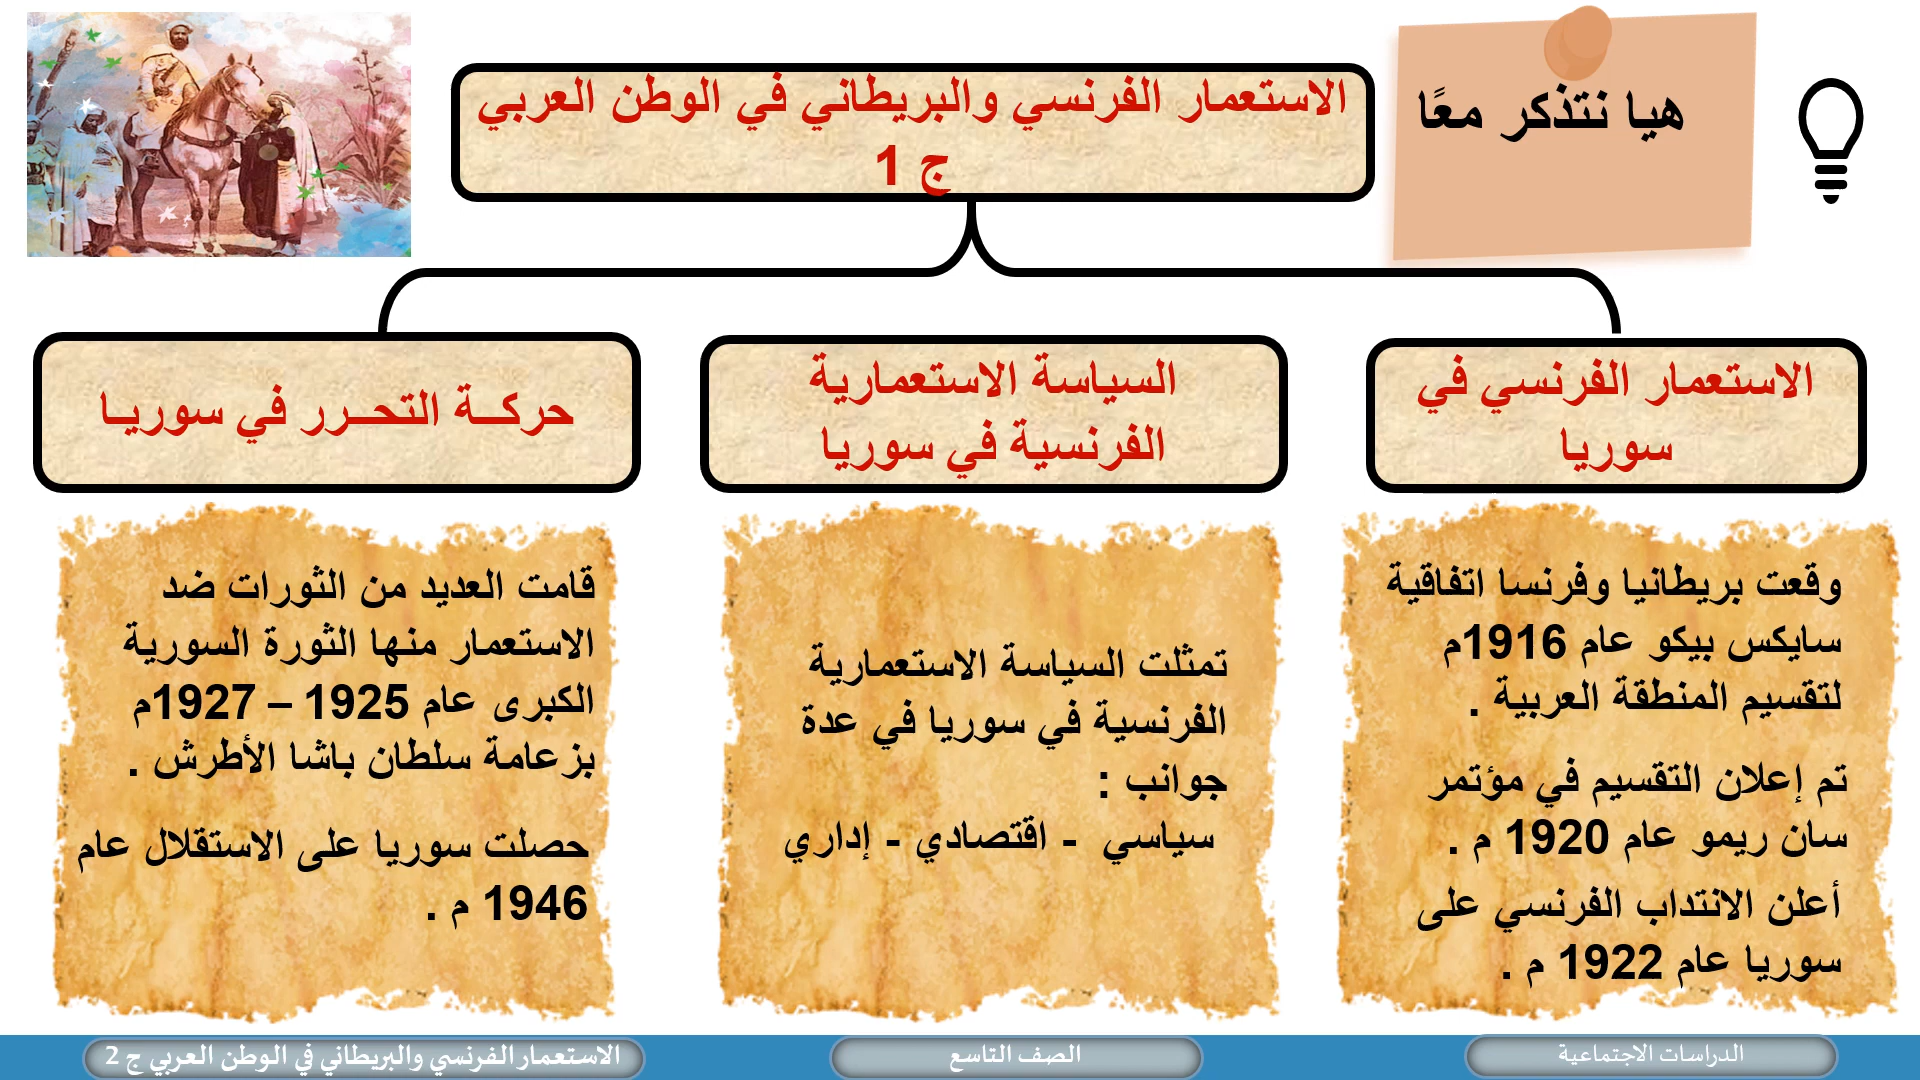 هيا نتذكر معًا
الاستعمار الفرنسي والبريطاني في الوطن العربي
ج 1
الاستعمار الفرنسي في
سوريا
وقعت بريطانيا وفرنسا اتفاقية
سايكس بيكو عام 1916م
لتقسيم المنطقة العربية .
تم إعلان التقسيم في مؤتمر
سان ريمو عام 1920 م .
أعلن الانتداب الفرنسي على
سوريا عام 1922 م .
السياسة الاستعمارية
الفرنسية في سوريا
تمثلت السياسة الاستعمارية
الفرنسية في سوريا في عدة
جوانب :
سياسي - اقتصادي - إداري
حركــة التحــرر في سوريـا
قامت العديد من الثورات ضد
الاستعمار منها الثورة السورية
الكبرى عام 1925 – 1927م
بزعامة سلطان باشا الأطرش .
حصلت سوريا على الاستقلال عام
1946 م .
الدراسات الاجتماعية
الصف التاسع
الاستعمار الفرنسي والبريطاني في الوطن العربي ج 2